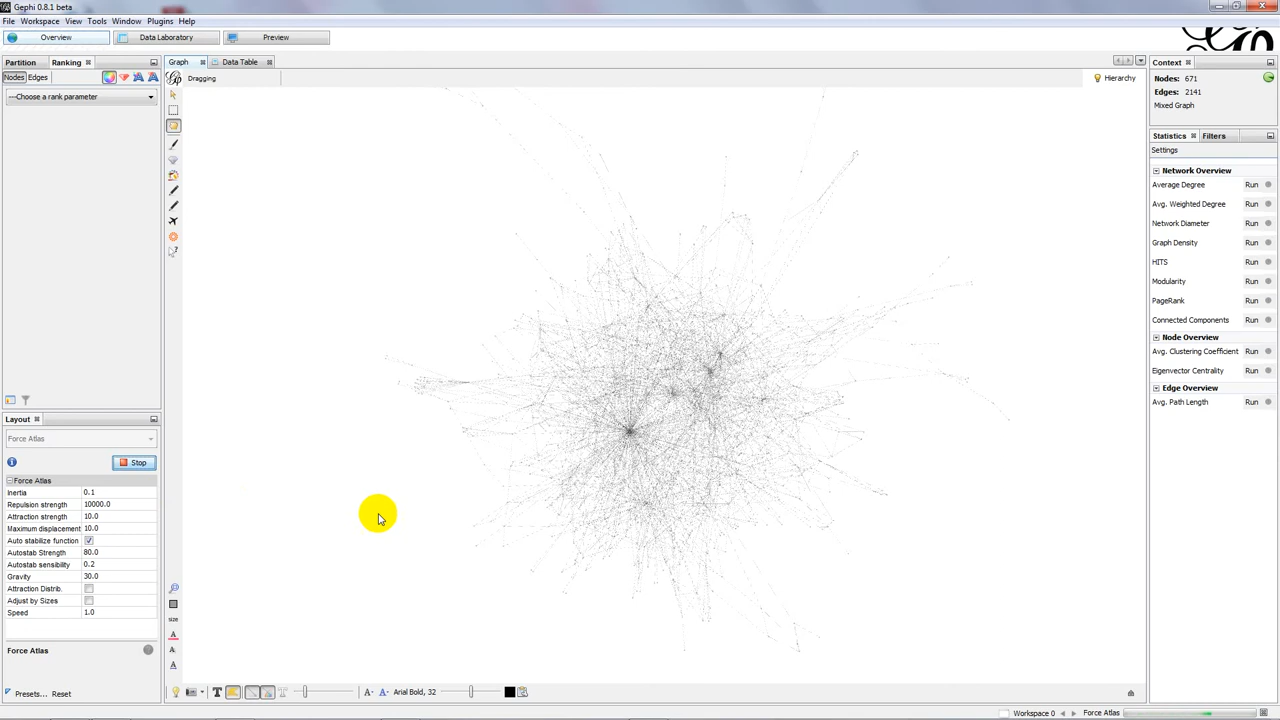 Gephi 0.8.1 beta
File Workspace View Tools Window Plugins Help
Overview Data Laboratory Preview
Partition Ranking
Nodes Edges
---Choose a rank parameter
Layout
Force Atlas
Stop
Force Atlas
Inertia 0.1
Repulsion strength 10000.0
Attraction strength 10.0
Maximum displacement 10.0
Auto stabilize function
Autostab Strength 80.0
Autostab sensibility 0.2
Gravity 30.0
Attraction Distrib.
Adjust by Sizes
Speed 1.0
Force Atlas
Presets... Reset
Graph Data Table
Dragging
Hierarchy
size
A
A
A
T A- A- Arial Bold, 32
Context
Nodes: 671
Edges: 2141
Mixed Graph
Statistics Filters
Settings
Network Overview
Average Degree Run
Avg. Weighted Degree Run
Network Diameter Run
Graph Density Run
HITS Run
Modularity Run
PageRank Run
Connected Components Run
Node Overview
Avg. Clustering Coefficient Run
Eigenvector Centrality Run
Edge Overview
Avg. Path Length Run
Workspace 0 Force Atlas